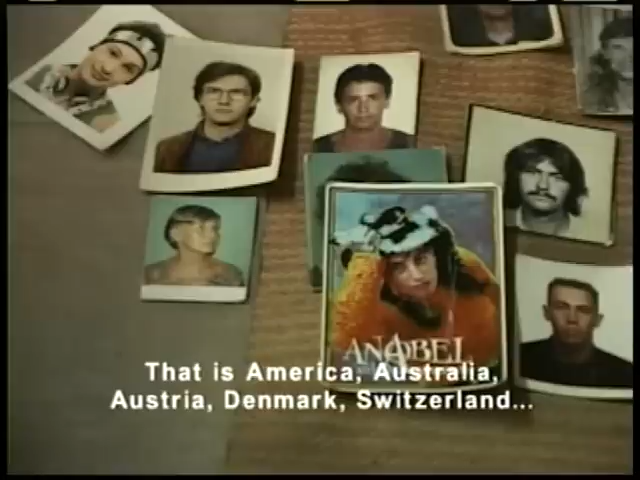 ANABEL
That is America, Australia,
Austria, Denmark, Switzerland...